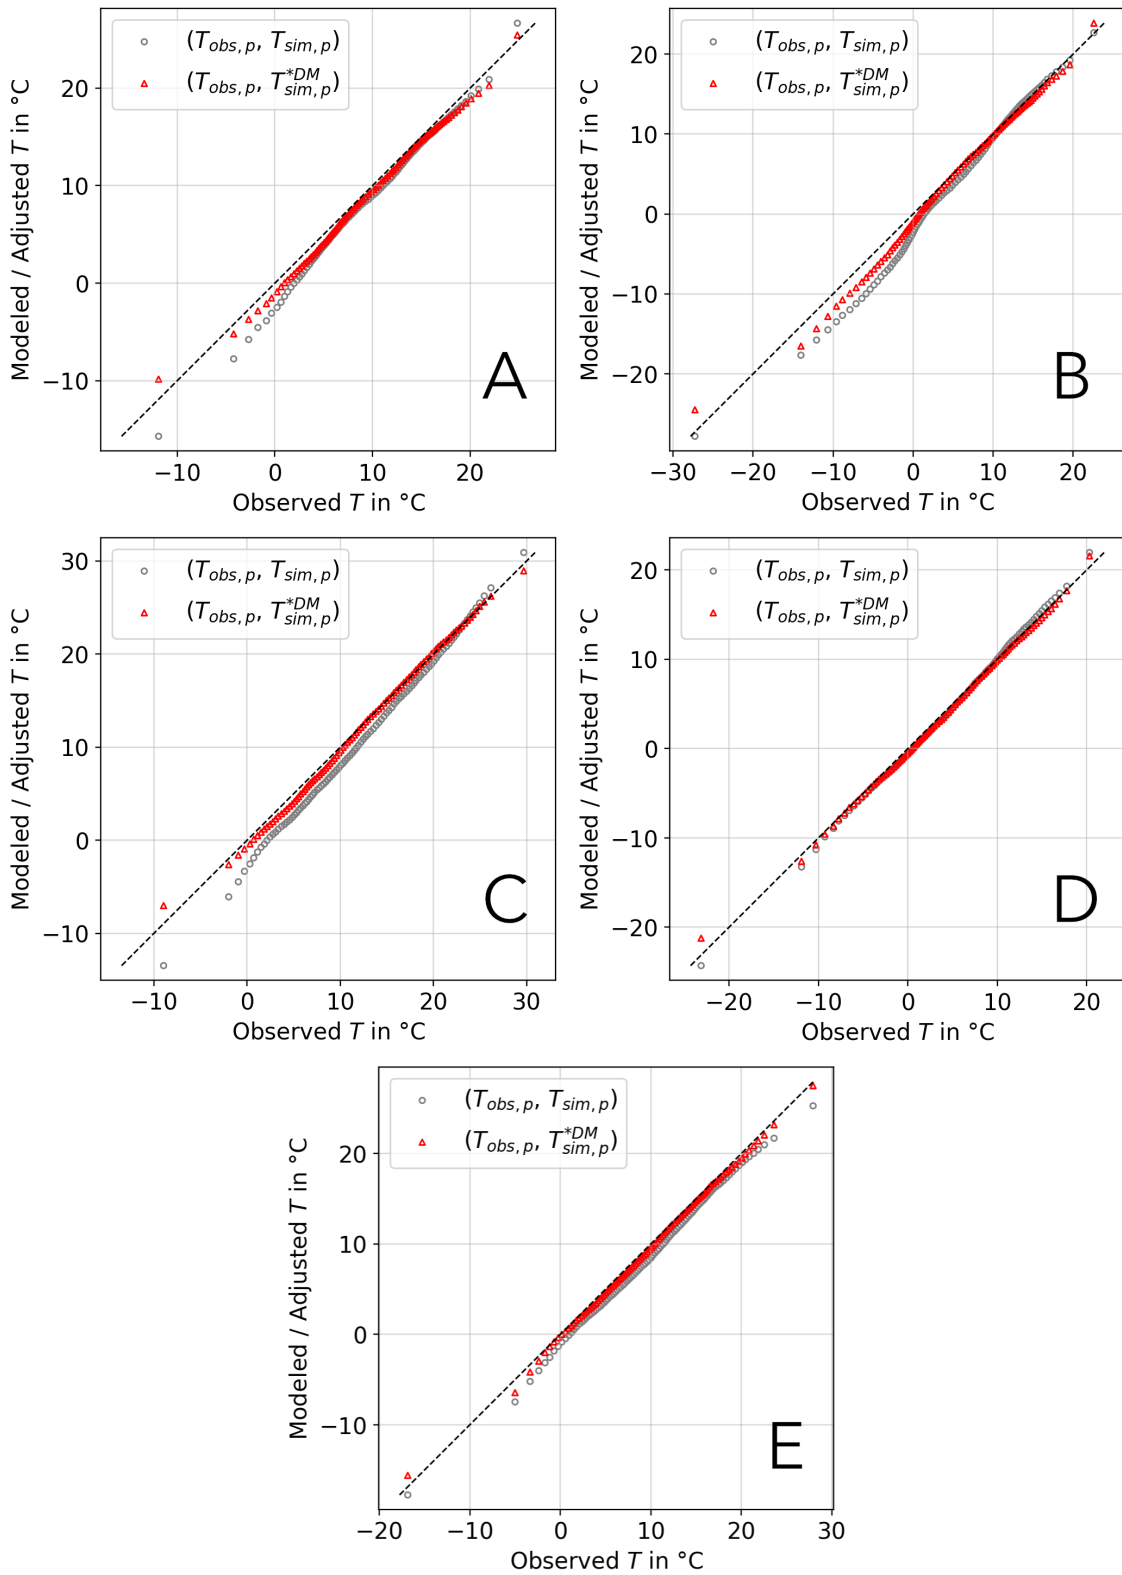 (T_obs,p, T_sim,p)
(T_obs,p, T^*DM_sim,p)
20
10
0
−10
Modeled / Adjusted T in °C
A
−10 0 10 20
Observed T in °C
(T_obs,p, T_sim,p)
(T_obs,p, T^*DM_sim,p)
20
10
0
−10
−20
Modeled / Adjusted T in °C
B
−30 −20 −10 0 10 20
Observed T in °C
(T_obs,p, T_sim,p)
(T_obs,p, T^*DM_sim,p)
30
20
10
0
−10
Modeled / Adjusted T in °C
C
−10 0 10 20 30
Observed T in °C
(T_obs,p, T_sim,p)
(T_obs,p, T^*DM_sim,p)
20
10
0
−10
−20
Modeled / Adjusted T in °C
D
−20 −10 0 10 20
Observed T in °C
(T_obs,p, T_sim,p)
(T_obs,p, T^*DM_sim,p)
20
10
0
−10
Modeled / Adjusted T in °C
E
−20 −10 0 10 20 30
Observed T in °C